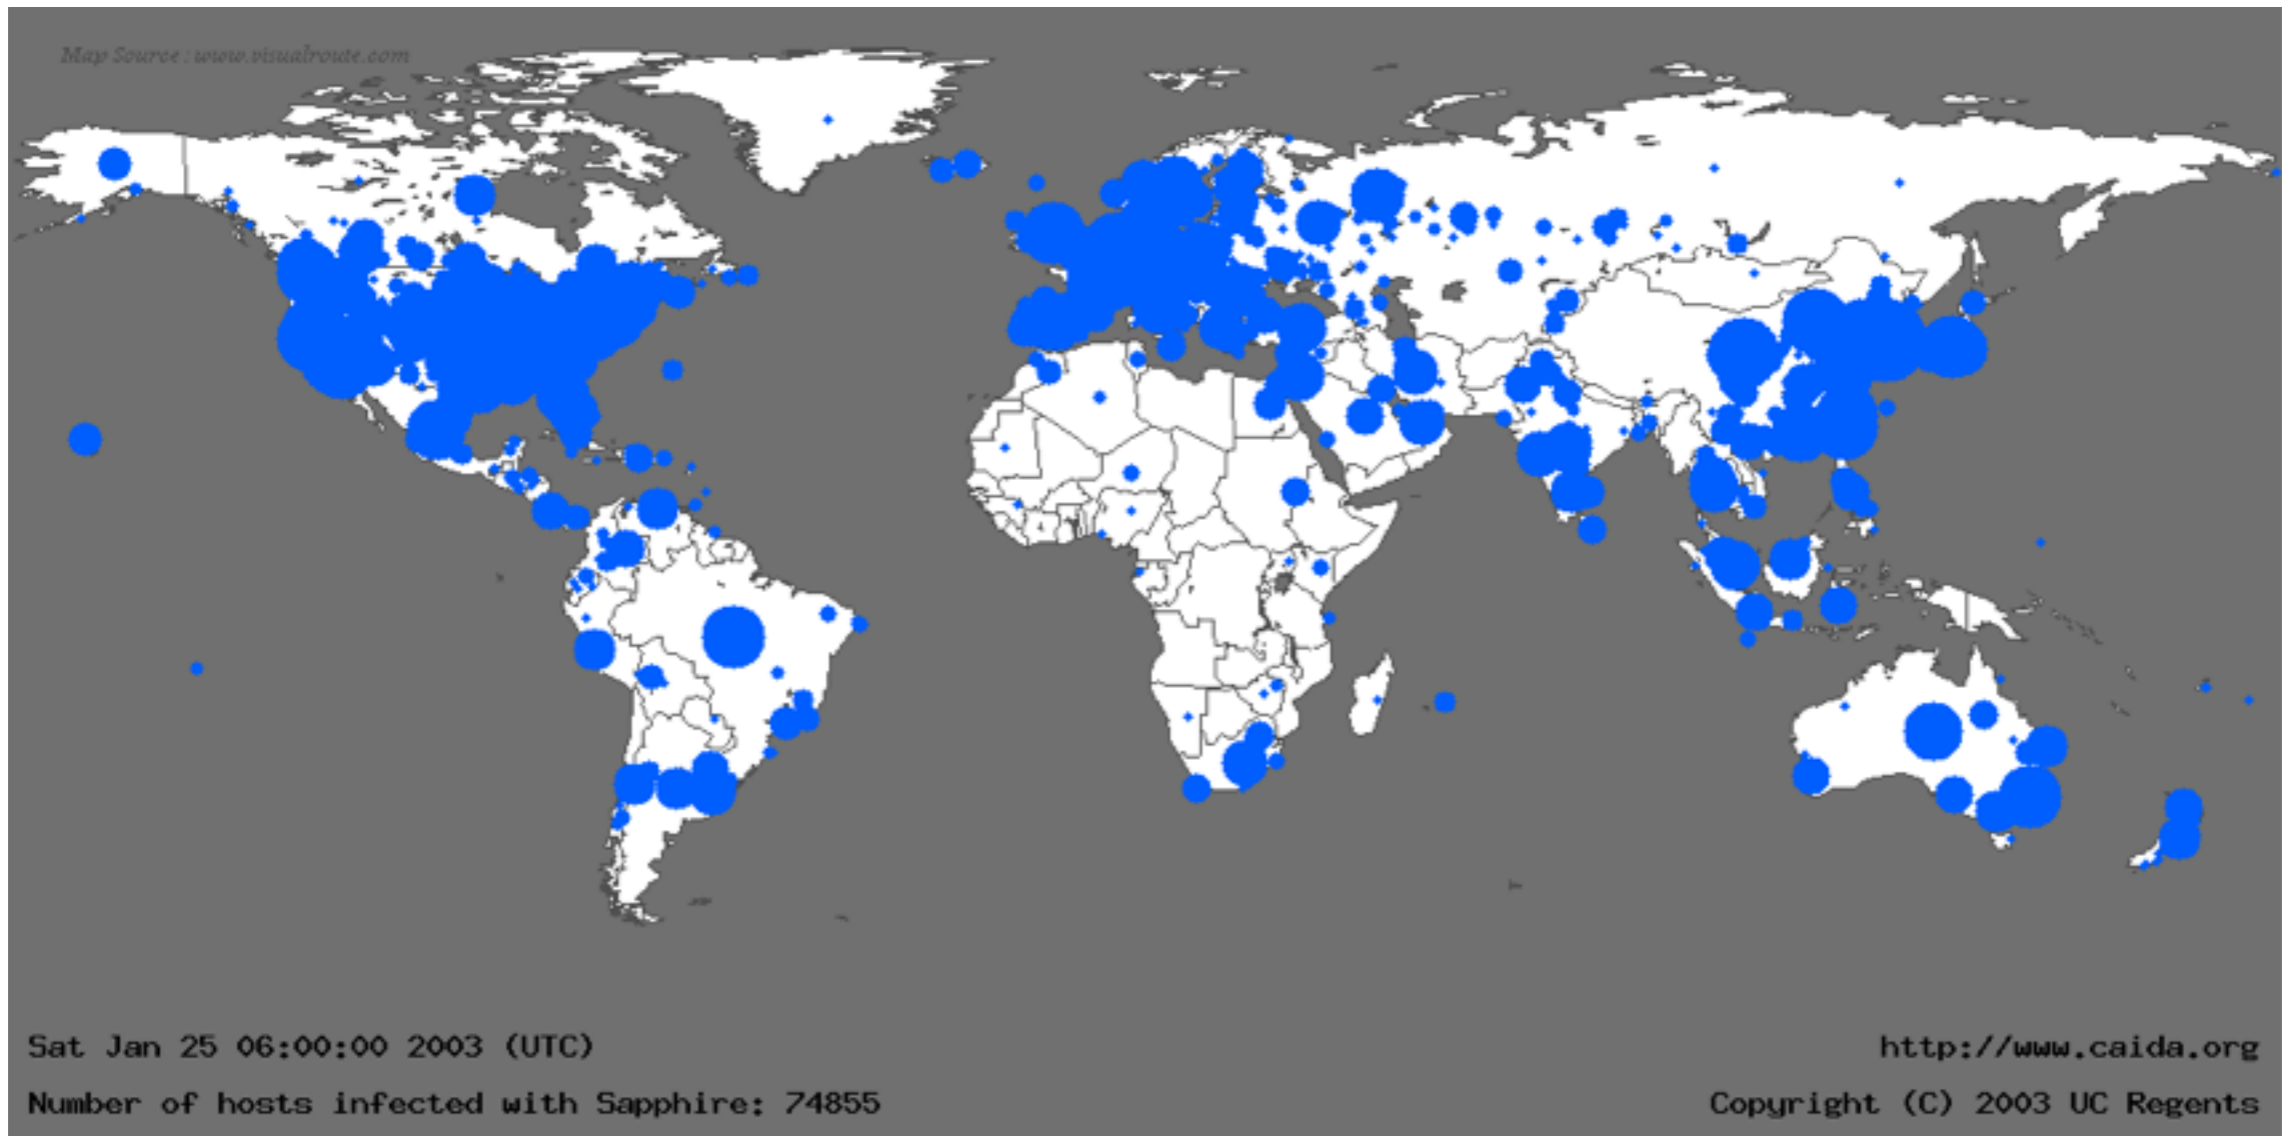 Map Source : www.visualroute.com
Sat Jan 25 06:00:00 2003 (UTC)
http://www.caida.org
Number of hosts infected with Sapphire: 74855
Copyright (C) 2003 UC Regents